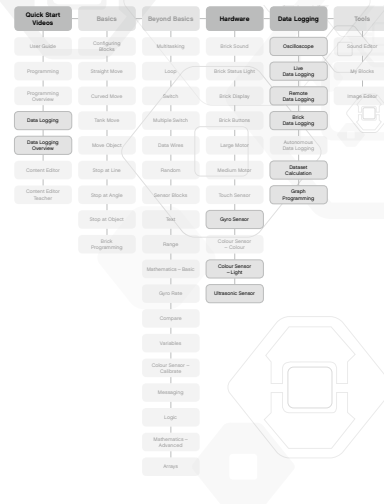 Quick Start
Videos
User Guide
Programming
Programming
Overview
Data Logging
Data Logging
Overview
Content Editor
Content Editor
Teacher
Basics
Configuring
Blocks
Straight Move
Curved Move
Tank Move
Move Object
Stop at Line
Stop at Angle
Stop at Object
Brick
Programming
Beyond Basics
Multitasking
Loop
Switch
Multiple Switch
Data Wires
Random
Sensor Blocks
Text
Range
Mathematics – Basic
Gyro Rate
Compare
Variables
Colour Sensor –
Calibrate
Messaging
Logic
Mathematics –
Advanced
Arrays
Hardware
Brick Sound
Brick Status Light
Brick Display
Brick Buttons
Large Motor
Medium Motor
Touch Sensor
Gyro Sensor
Colour Sensor
– Colour
Colour Sensor
– Light
Ultrasonic Sensor
Data Logging
Oscilloscope
Live
Data Logging
Remote
Data Logging
Brick
Data Logging
Autonomous
Data Logging
Dataset
Calculation
Graph
Programming
Tools
Sound Editor
My Blocks
Image Editor